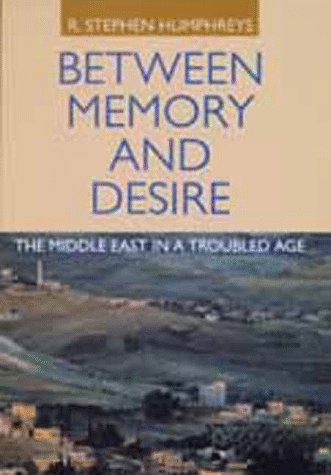 R. STEPHEN HUMPHREYS
BETWEEN
MEMORY
AND
DESIRE
THE MIDDLE EAST IN A TROUBLED AGE